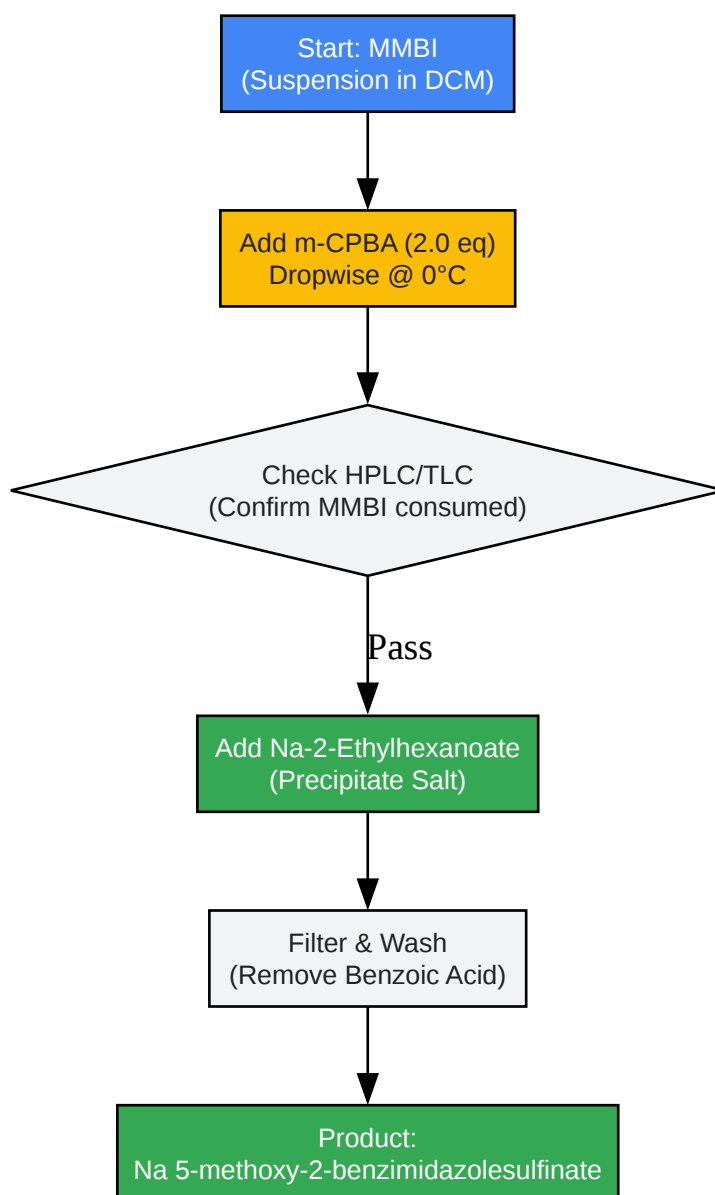 Start: MMBI
(Suspension in DCM)
Add m-CPBA (2.0 eq)
Dropwise @ 0°C
Check HPLC/TLC
(Confirm MMBI consumed)
Pass
Add Na-2-Ethylhexanoate
(Precipitate Salt)
Filter & Wash
(Remove Benzoic Acid)
Product:
Na 5-methoxy-2-benzimidazolesulfinate